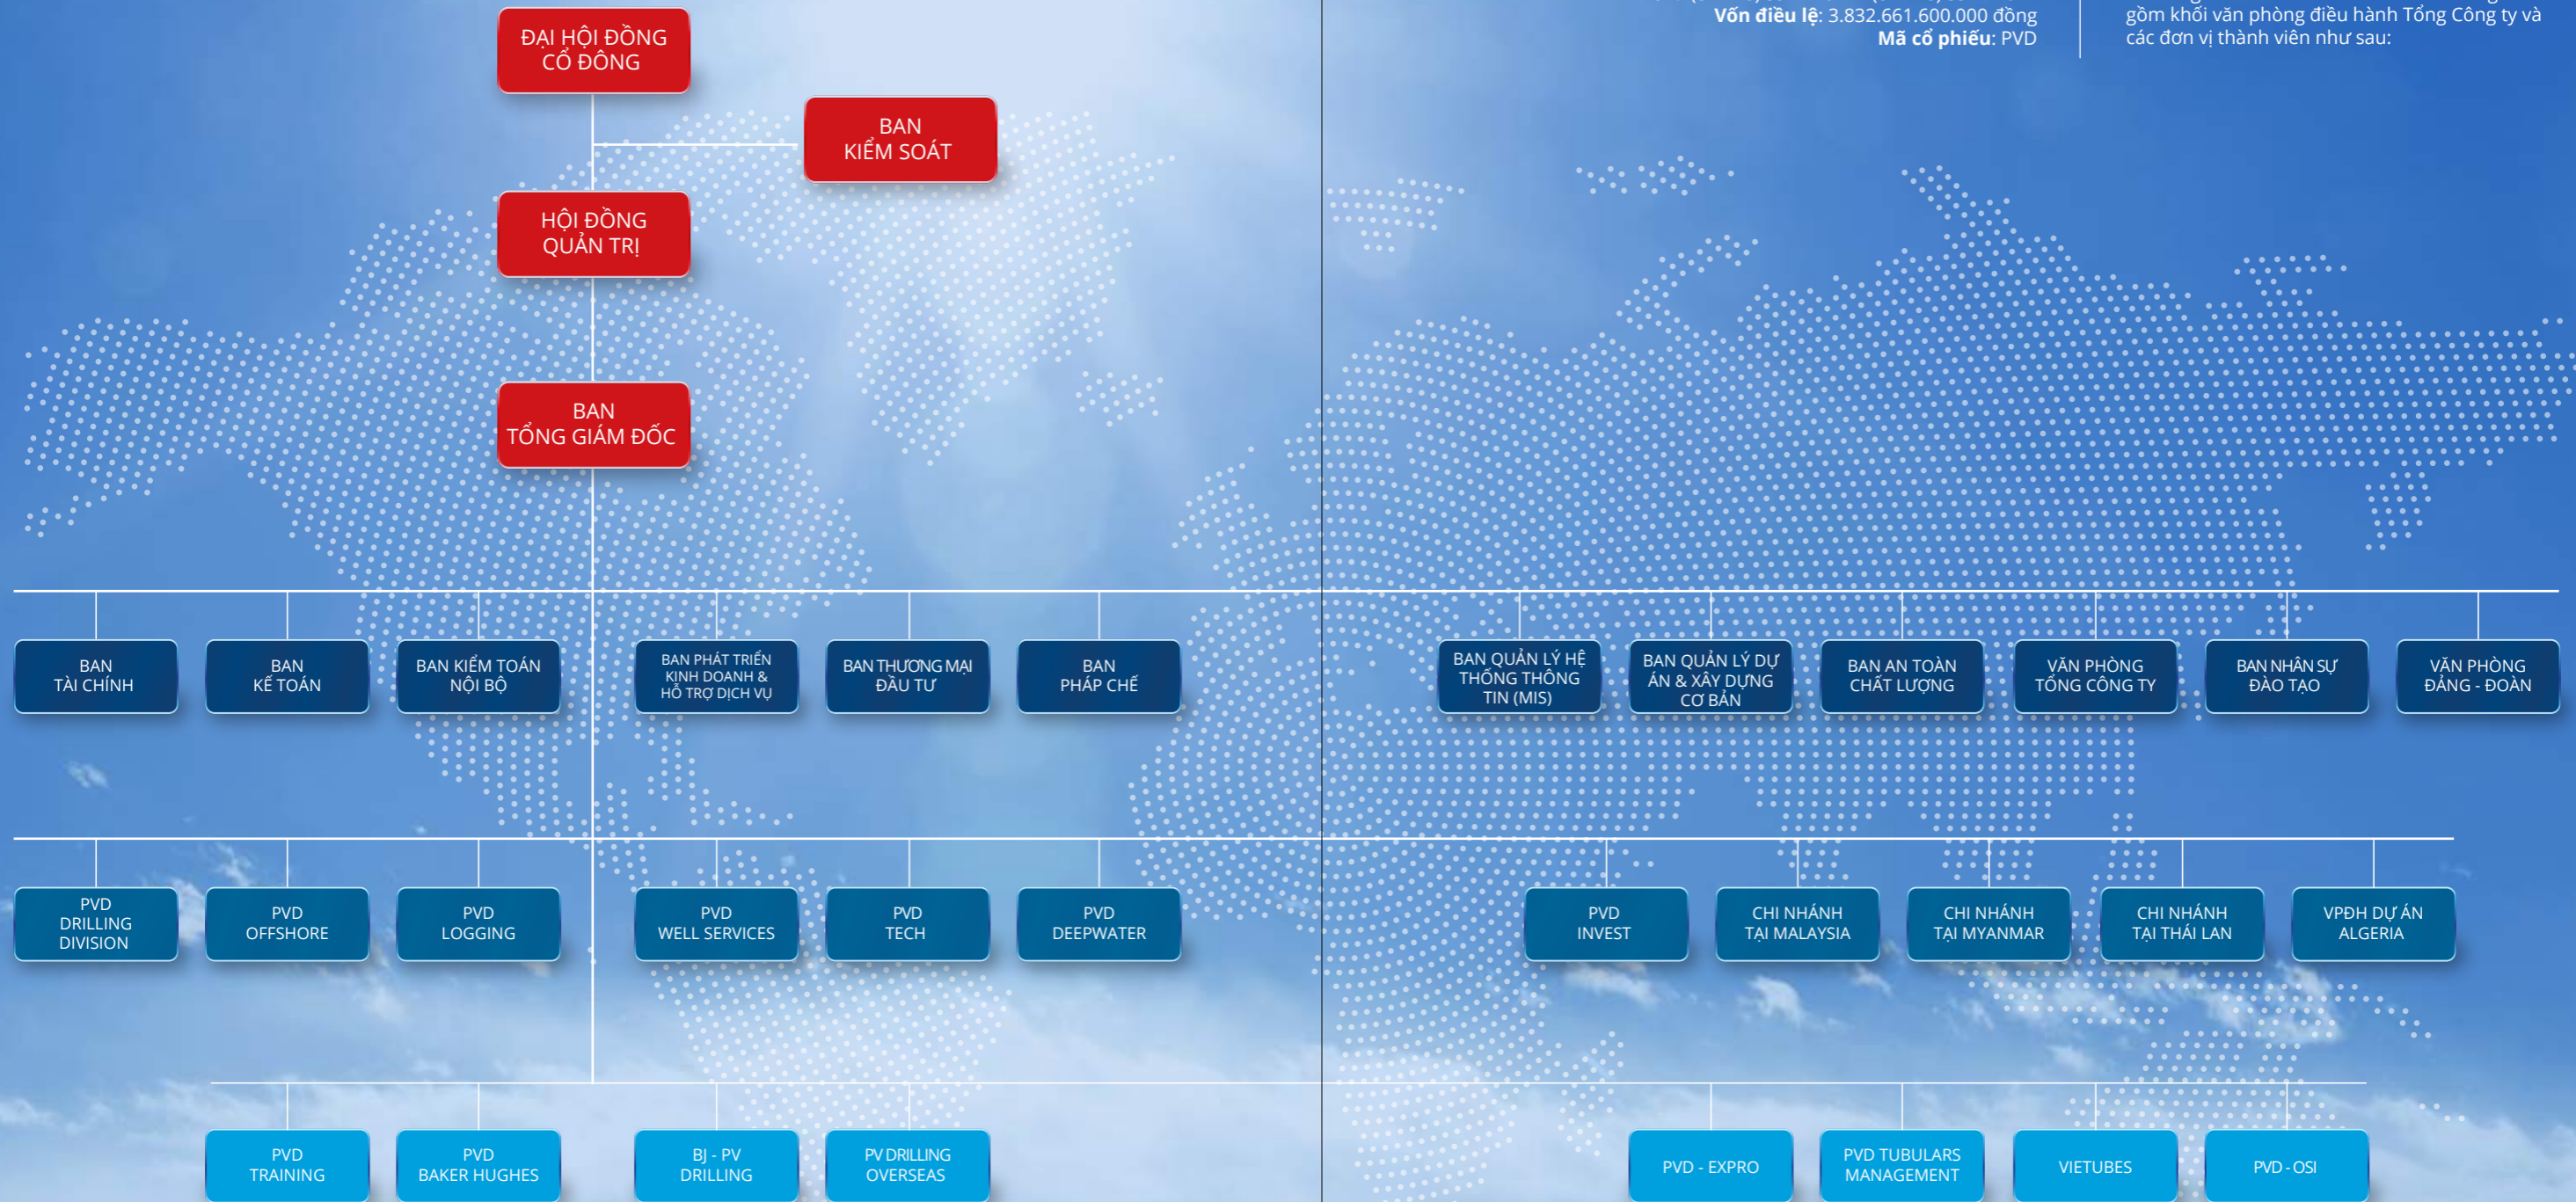 Vốn điều lệ: 3.832.661.600.000 đồng
Mã cổ phiếu: PVD
gồm khối văn phòng điều hành Tổng Công ty và
các đơn vị thành viên như sau:
ĐẠI HỘI ĐỒNG
CỔ ĐÔNG
BAN
KIỂM SOÁT
HỘI ĐỒNG
QUẢN TRỊ
BAN
TỔNG GIÁM ĐỐC
BAN
TÀI CHÍNH
BAN
KẾ TOÁN
BAN KIỂM TOÁN
NỘI BỘ
BAN PHÁT TRIỂN
KINH DOANH &
HỖ TRỢ DỊCH VỤ
BAN THƯƠNG MẠI
ĐẦU TƯ
BAN
PHÁP CHẾ
BAN QUẢN LÝ HỆ
THỐNG THÔNG
TIN (MIS)
BAN QUẢN LÝ DỰ
ÁN & XÂY DỰNG
CƠ BẢN
BAN AN TOÀN
CHẤT LƯỢNG
VĂN PHÒNG
TỔNG CÔNG TY
BAN NHÂN SỰ
ĐÀO TẠO
VĂN PHÒNG
ĐẢNG - ĐOÀN
PVD
DRILLING
DIVISION
PVD
OFFSHORE
PVD
LOGGING
PVD
WELL SERVICES
PVD
TECH
PVD
DEEPWATER
PVD
INVEST
CHI NHÁNH
TẠI MALAYSIA
CHI NHÁNH
TẠI MYANMAR
CHI NHÁNH
TẠI THÁI LAN
VPĐH DỰ ÁN
ALGERIA
PVD
TRAINING
PVD
BAKER HUGHES
BJ - PV
DRILLING
PV DRILLING
OVERSEAS
PVD - EXPRO
PVD TUBULARS
MANAGEMENT
VIETUBES
PVD - OSI